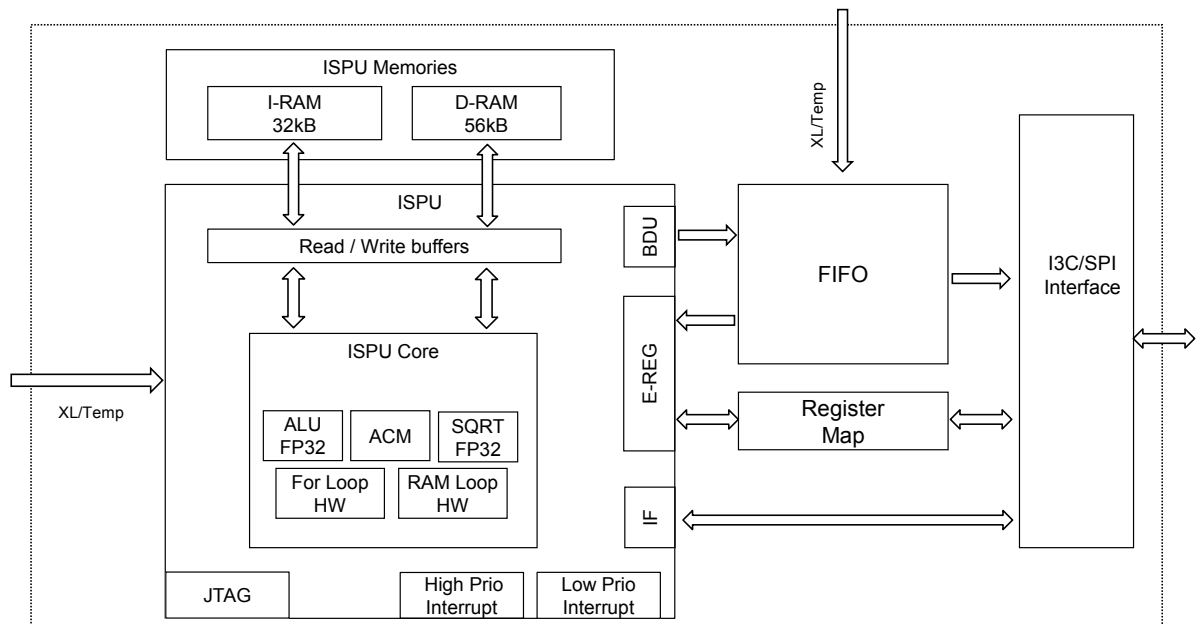 ISPU Memories
I-RAM
32kB
D-RAM
56kB
XL/Temp
ISPU
Read / Write buffers
BDU
FIFO
I3C/SPI
Interface
ISPU Core
E-REG
XL/Temp
ALU
FP32
ACM
SQRT
FP32
Register
Map
For Loop
HW
RAM Loop
HW
IF
JTAG
High Prio
Interrupt
Low Prio
Interrupt